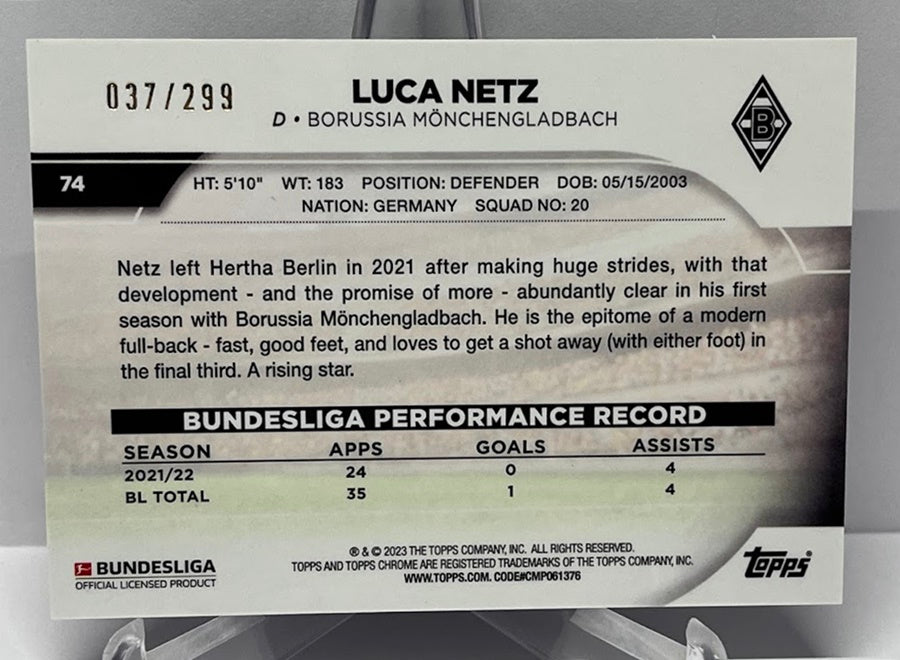 037/299
LUCA NETZ
D • BORUSSIA MÖNCHENGLADBACH
B
74
HT: 5'10" WT: 183 POSITION: DEFENDER DOB: 05/15/2003
NATION: GERMANY SQUAD NO: 20
Netz left Hertha Berlin in 2021 after making huge strides, with that
development - and the promise of more - abundantly clear in his first
season with Borussia Mönchengladbach. He is the epitome of a modern
full-back - fast, good feet, and loves to get a shot away (with either foot) in
the final third. A rising star.
BUNDESLIGA PERFORMANCE RECORD
SEASON APPS GOALS ASSISTS
2021/22 24 0 4
BL TOTAL 35 1 4
BUNDESLIGA
OFFICIAL LICENSED PRODUCT
® & © 2023 THE TOPPS COMPANY, INC. ALL RIGHTS RESERVED.
TOPPS AND TOPPS CHROME ARE REGISTERED TRADEMARKS OF THE TOPPS COMPANY, INC.
WWW.TOPPS.COM. CODE#CMP061376
Topps®